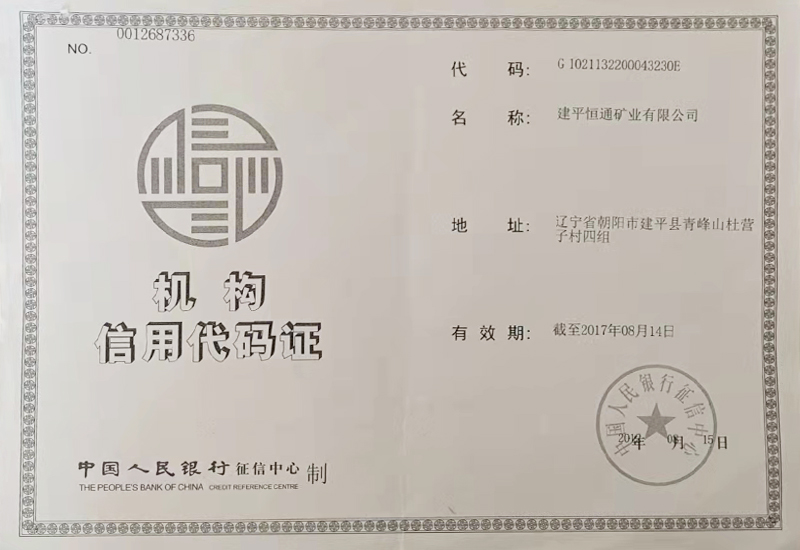 NO. 0012687336
机构
信用代码证
中国人民银行征信中心 制
THE PEOPLE'S BANK OF CHINA CREDIT REFERENCE CENTRE
代码: G1021132200043230E
名称: 建平恒通矿业有限公司
地址: 辽宁省朝阳市建平县青峰山杜营
子村四组
有效期: 截至2017年08月14日
中国人民银行征信中心
年 08月15日